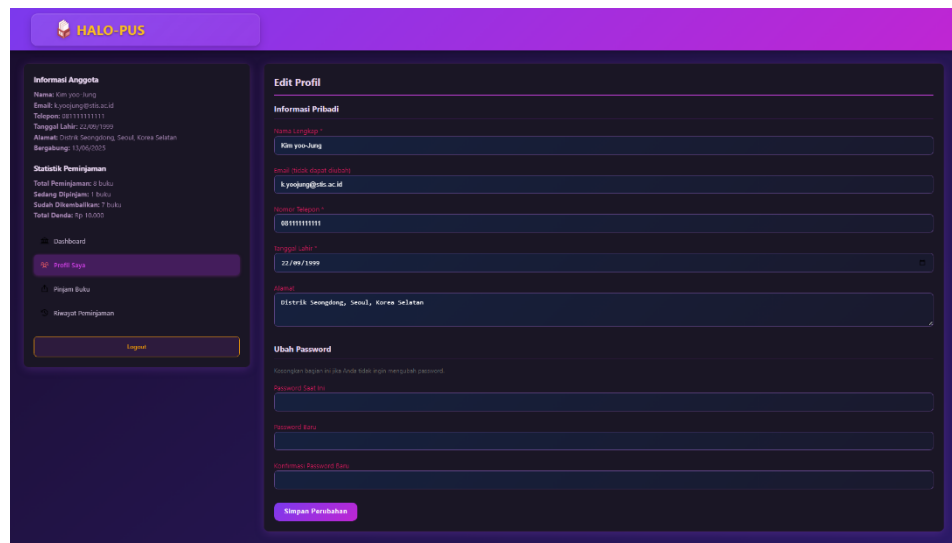 HALO-PUS
Informasi Anggota
Nama: Kim yoo-Jung
Email: k.yoojung@stis.ac.id
Telepon: 081111111111
Tanggal Lahir: 22/09/1999
Alamat: Distrik Seongdong, Seoul, Korea Selatan
Bergabung: 13/06/2025
Statistik Peminjaman
Total Peminjaman: 8 buku
Sedang Dipinjam: 1 buku
Sudah Dikembalikan: 7 buku
Total Denda: Rp 10.000
Dashboard
Profil Saya
Pinjam Buku
Riwayat Peminjaman
Logout
Edit Profil
Informasi Pribadi
Nama Lengkap *
Kim yoo-Jung
Email (tidak dapat diubah)
k.yoojung@stis.ac.id
Nomor Telepon *
081111111111
Tanggal Lahir *
22/09/1999
Alamat
Distrik Seongdong, Seoul, Korea Selatan
Ubah Password
Kosongkan bagian ini jika Anda tidak ingin mengubah password.
Password Saat Ini
Password Baru
Konfirmasi Password Baru
Simpan Perubahan